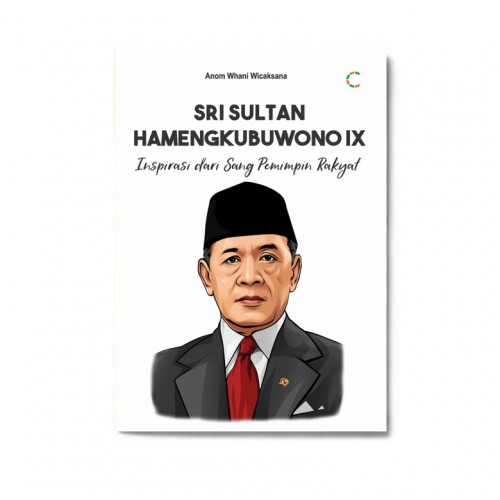 Anom Whani Wicaksana
SRI SULTAN
HAMENGKUBUWONO IX
Inspirasi dari Sang Pemimpin Rakyat